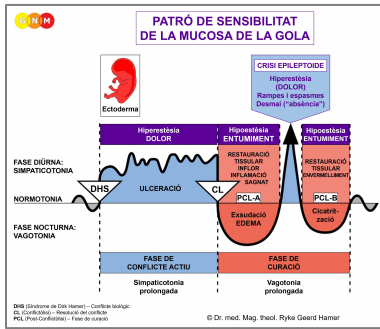 GNM
PATRÓ DE SENSIBILITAT
DE LA MUCOSA DE LA GOLA
CRISI EPILEPTOIDE
Hiperestèsia
(DOLOR)
Rampes i espasmes
Desmai ("absència")
Ectoderma
Hiperestèsia
DOLOR
Hipoestèsia
ENTUMIMENT
Hipoestèsia
ENTUMIMENT
FASE DIÜRNA:
SIMPATICOTONIA
RESTAURACIÓ
TISSULAR
INFLOR
INFLAMACIÓ
SAGNAT
RESTAURACIÓ
TISSULAR
ENVERMELLIMENT
DHS
ULCERACIÓ
CL
PCL-A
PCL-B
NORMOTONIA
FASE NOCTURNA:
VAGOTONIA
Exsudació
EDEMA
Cicatrit-
zació
FASE DE
CONFLICTE ACTIU
FASE DE
CURACIÓ
Simpaticotonia
prolongada
Vagotonia
prolongada
DHS (Síndrome de Dirk Hamer) – Conflicte biològic
CL (Conflictólisi) – Resolució del conflicte
PCL (Post-Conflictólisi) – Fase de curació
© Dr. med. Mag. theol. Ryke Geerd Hamer